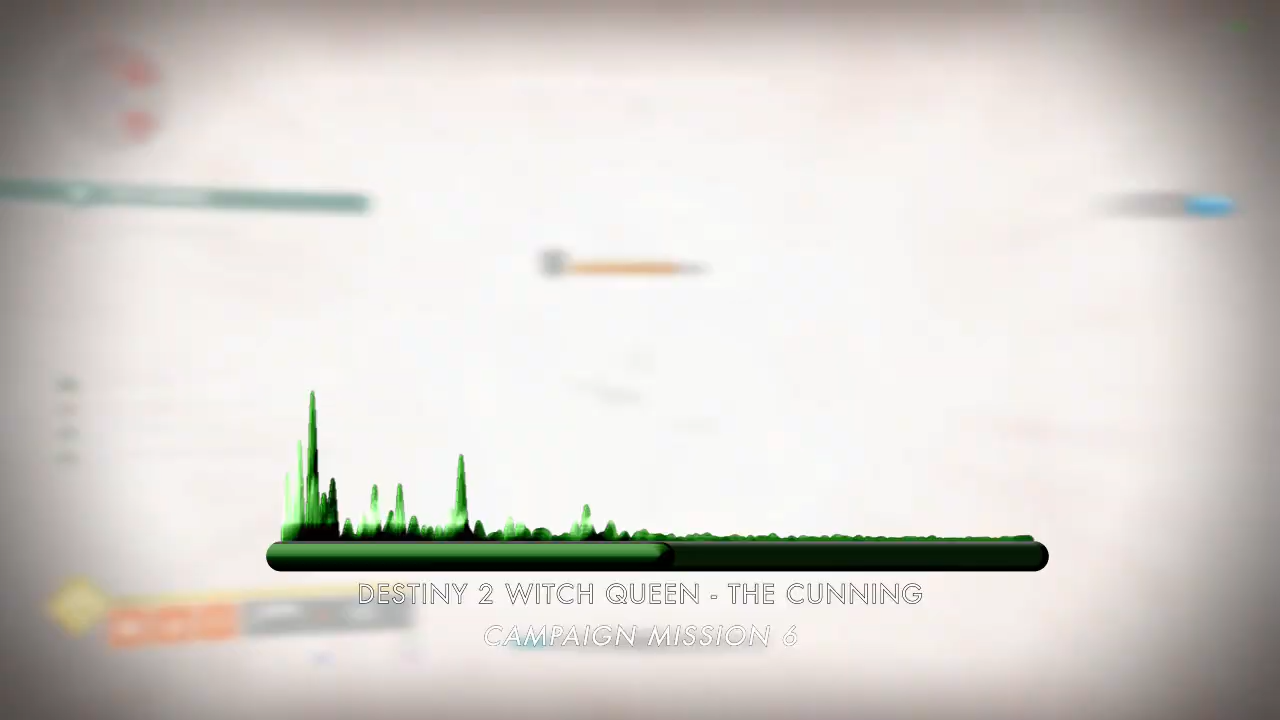 DESTINY 2 WITCH QUEEN - THE CUNNING
CAMPAIGN MISSION 6